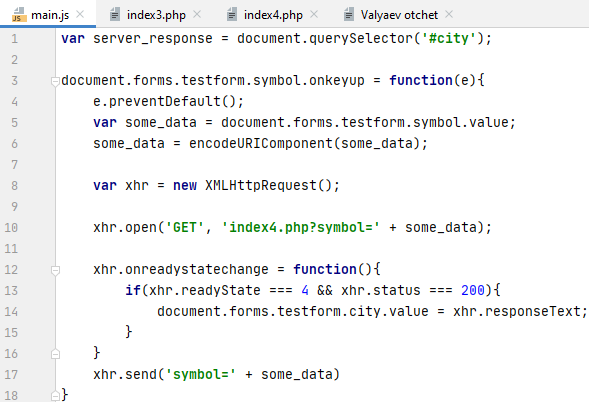 main.js index3.php index4.php Valyaev otchet
1 var server_response = document.querySelector('#city');
2
3 document.forms.testform.symbol.onkeyup = function(e){
4     e.preventDefault();
5     var some_data = document.forms.testform.symbol.value;
6     some_data = encodeURIComponent(some_data);
7
8     var xhr = new XMLHttpRequest();
9
10     xhr.open('GET', 'index4.php?symbol=' + some_data);
11
12     xhr.onreadystatechange = function(){
13         if(xhr.readyState === 4 && xhr.status === 200){
14             document.forms.testform.city.value = xhr.responseText;
15         }
16     }
17     xhr.send('symbol=' + some_data)
18 }